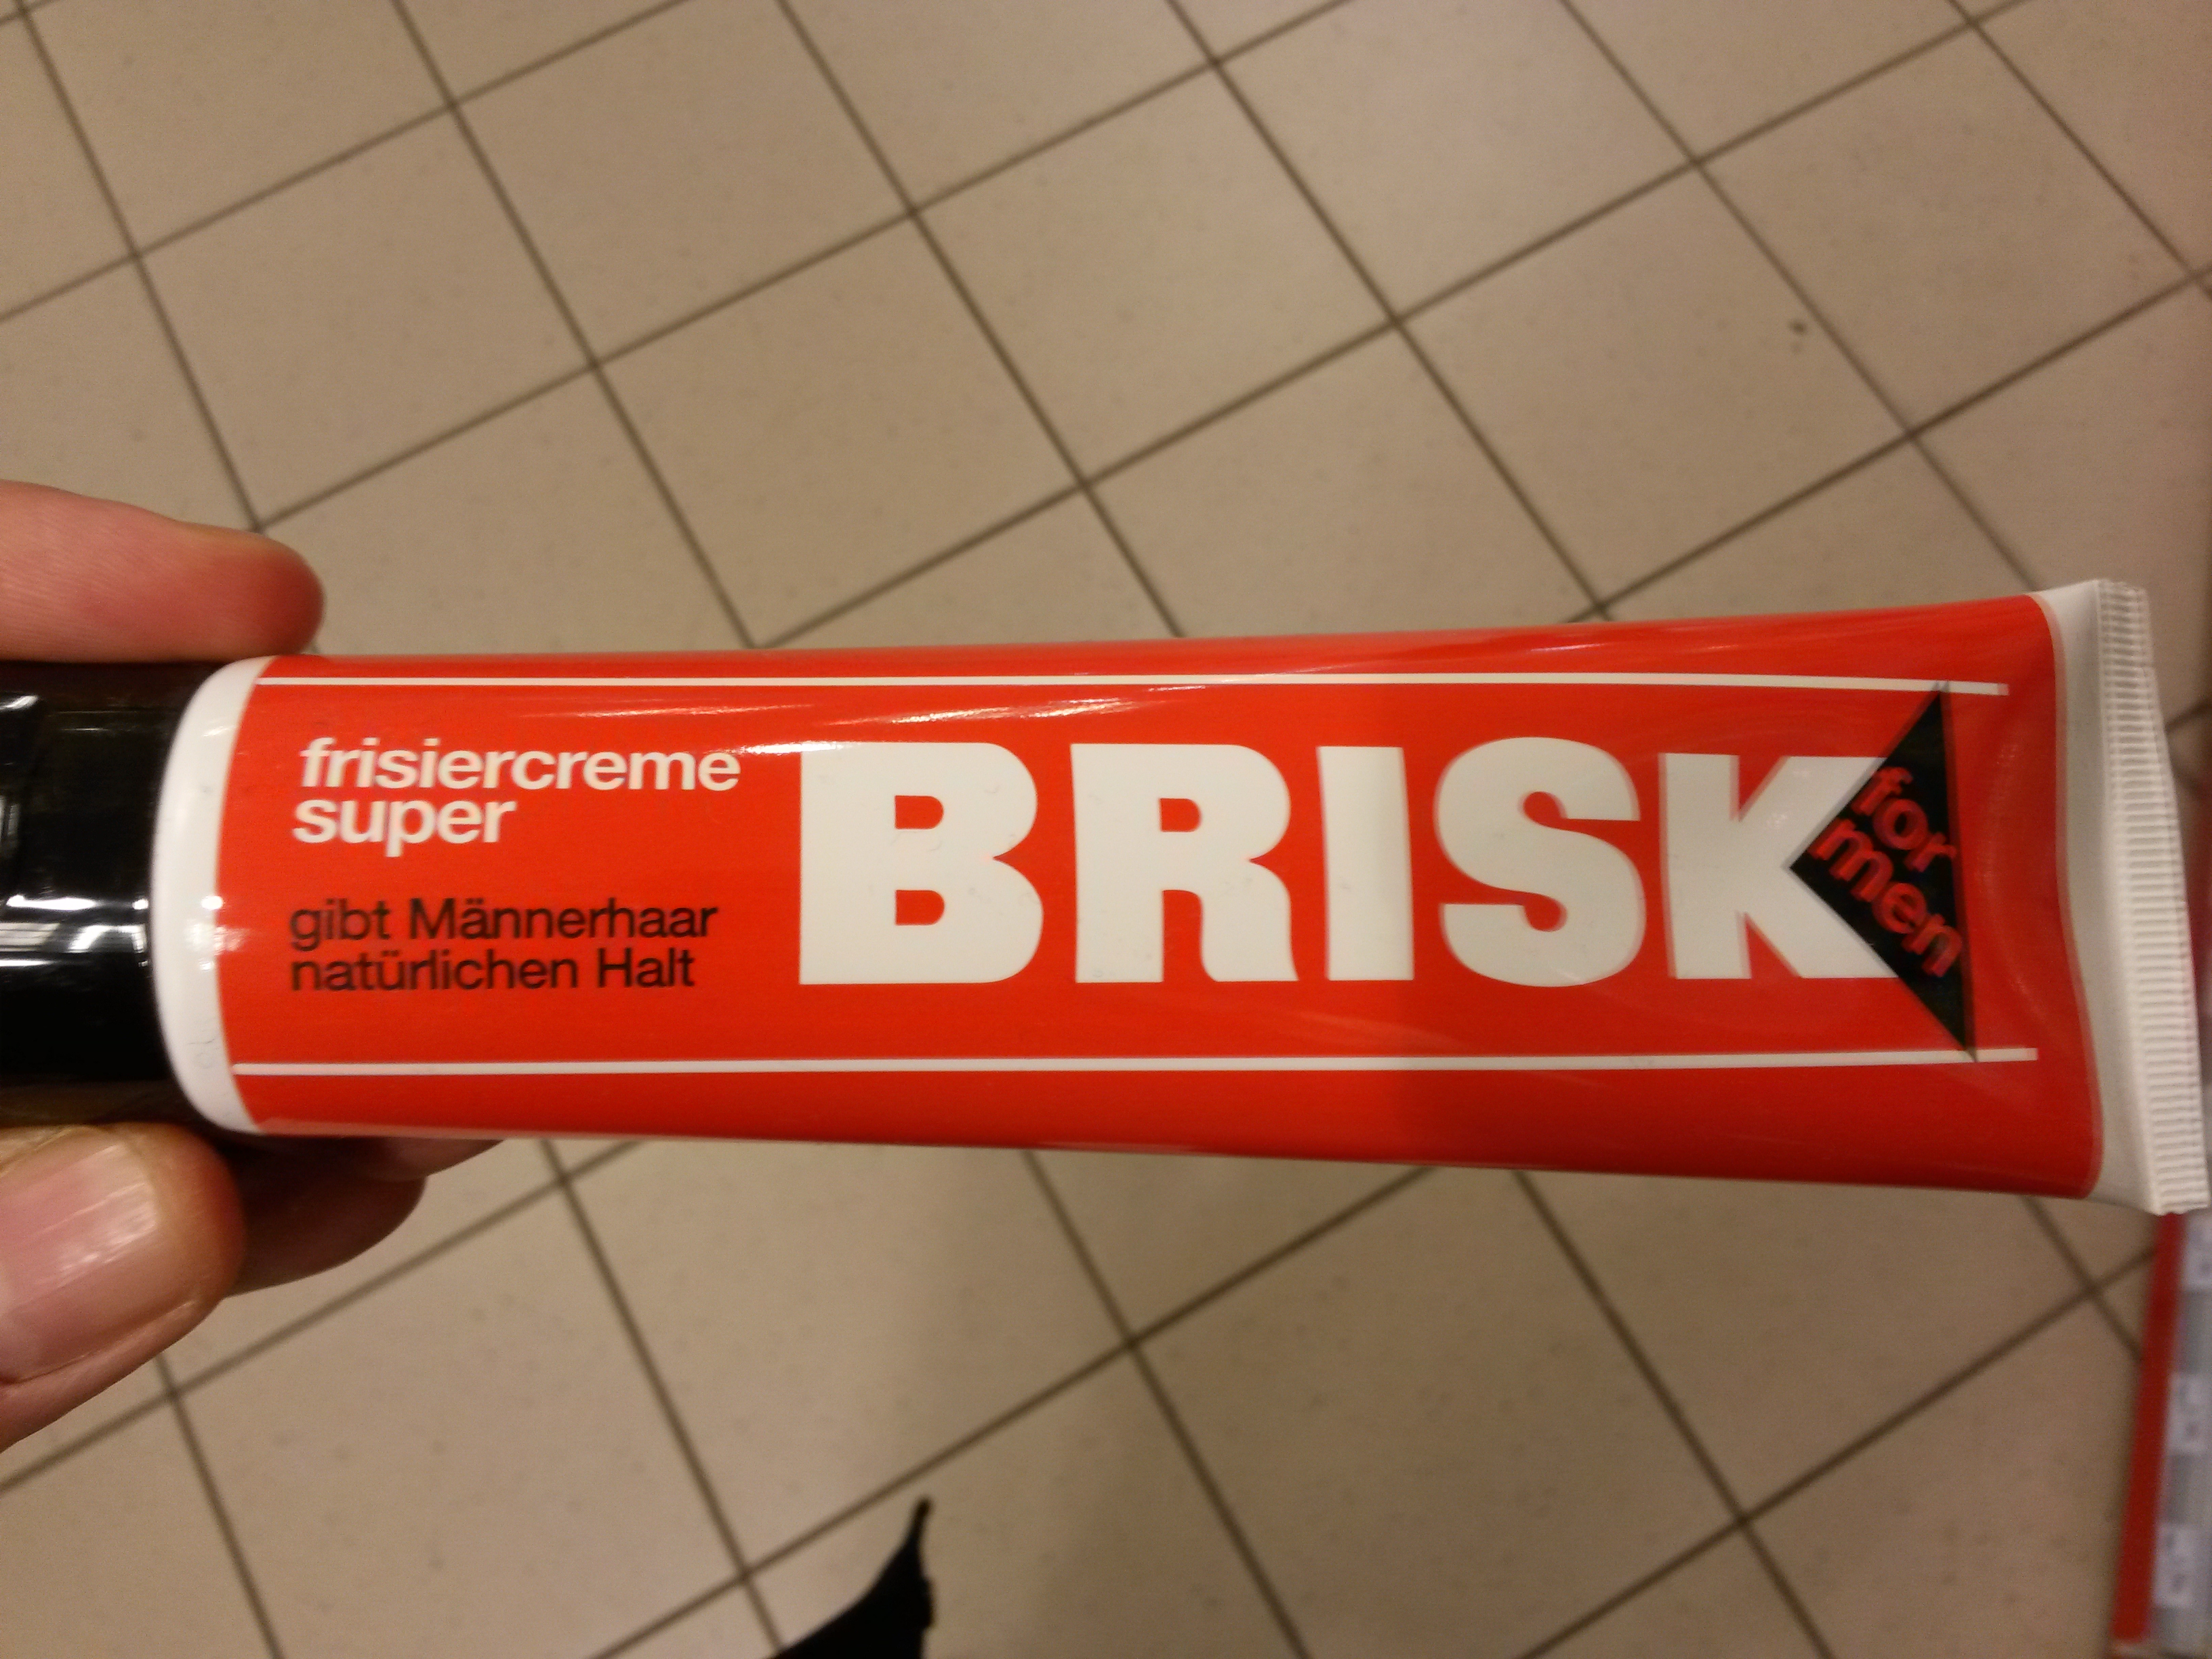 frisiercreme
super
gibt Männerhaar
natürlichen Halt
BRISK
for
men